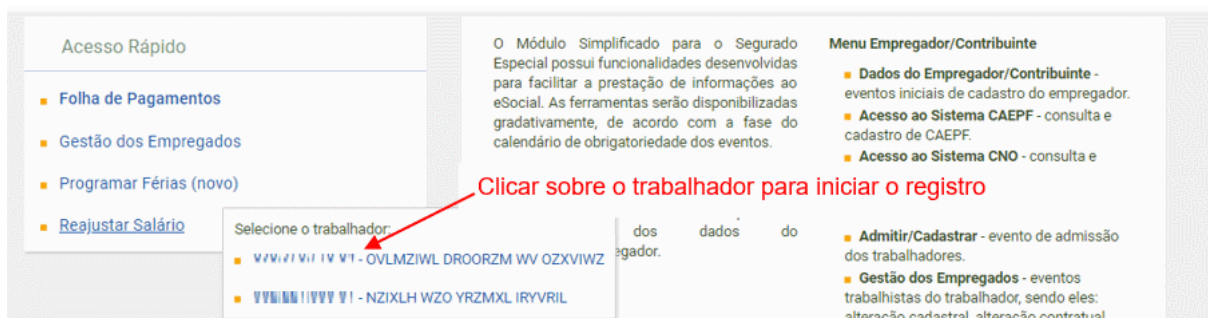 Acesso Rápido
Folha de Pagamentos
Gestão dos Empregados
Programar Férias (novo)
Reajustar Salário
Selecione o trabalhador:
- OVLMZIWL DROORZM WV OZXVIWZ
- NZIXLH WZO YRZMXL IRYVRIL
Clicar sobre o trabalhador para iniciar o registro
O Módulo Simplificado para o Segurado
Especial possui funcionalidades desenvolvidas
para facilitar a prestação de informações ao
eSocial. As ferramentas serão disponibilizadas
gradativamente, de acordo com a fase do
calendário de obrigatoriedade dos eventos.
dos dados do
egador.
Menu Empregador/Contribuinte
Dados do Empregador/Contribuinte -
eventos iniciais de cadastro do empregador.
Acesso ao Sistema CAEPF - consulta e
cadastro de CAEPF.
Acesso ao Sistema CNO - consulta e
Admitir/Cadastrar - evento de admissão
dos trabalhadores.
Gestão dos Empregados - eventos
trabalhistas do trabalhador, sendo eles:
alteração cadastral, alteração contratual